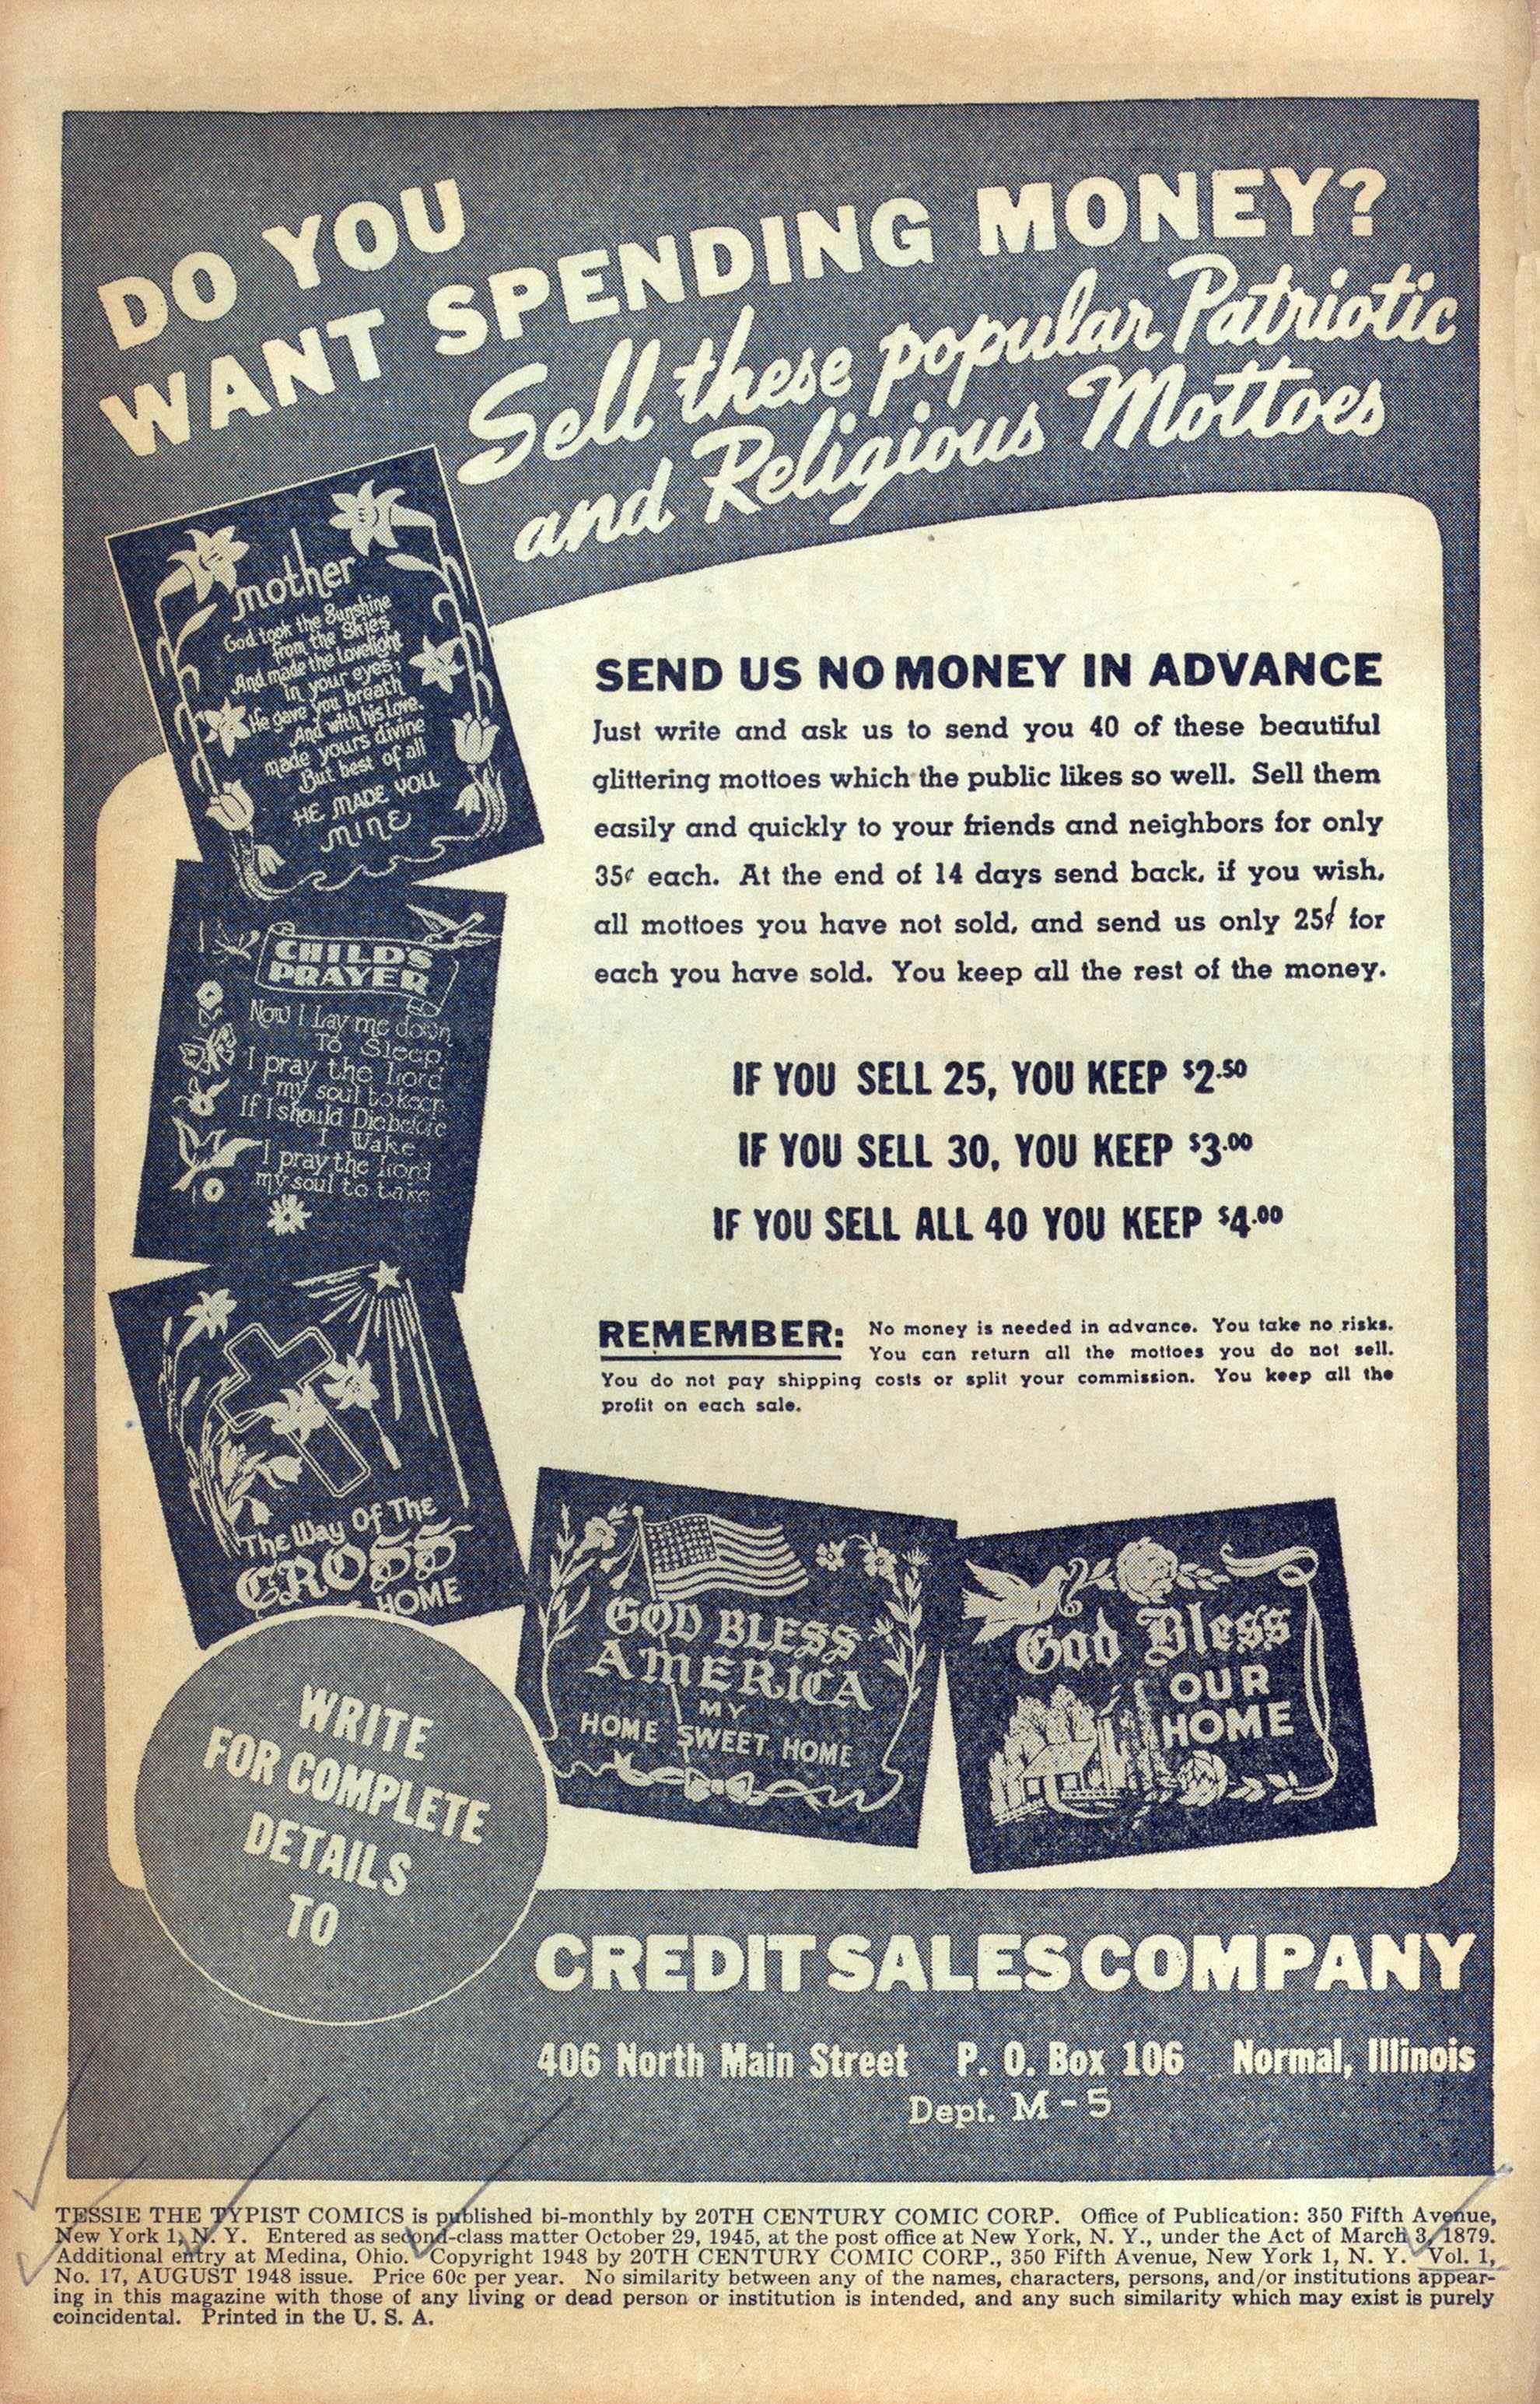 DO YOU
WANT SPENDING MONEY?
Sell these popular Patriotic
and Religious Mottoes
mother
God took the Sunshine
from the Skies
And made the Lovelight
in your eyes,
He gave you breath
And with his love.
made yours divine
But best of all
HE MADE YOU
MINE
CHILD'S
PRAYER
Now I Lay me down
To Sleep,
I pray the Lord
my soul to keep
If I should Die before
I Wake
I pray the Lord
my soul to take
The Way Of The
CROSS
HOME
SEND US NO MONEY IN ADVANCE
Just write and ask us to send you 40 of these beautiful
glittering mottoes which the public likes so well. Sell them
easily and quickly to your friends and neighbors for only
35¢ each. At the end of 14 days send back, if you wish,
all mottoes you have not sold, and send us only 25¢ for
each you have sold. You keep all the rest of the money.
IF YOU SELL 25, YOU KEEP $2.50
IF YOU SELL 30, YOU KEEP $3.00
IF YOU SELL ALL 40 YOU KEEP $4.00
REMEMBER: No money is needed in advance. You take no risks.
You can return all the mottoes you do not sell.
You do not pay shipping costs or split your commission. You keep all the
profit on each sale.
GOD BLESS
AMERICA
MY
HOME SWEET HOME
God Bless
OUR
HOME
WRITE
FOR COMPLETE
DETAILS
TO
CREDIT SALES COMPANY
406 North Main Street P. O. Box 106 Normal, Illinois
Dept. M - 5
TESSIE THE TYPIST COMICS is published bi-monthly by 20TH CENTURY COMIC CORP. Office of Publication: 350 Fifth Avenue,
New York 1, N. Y. Entered as second-class matter October 29, 1945, at the post office at New York, N. Y., under the Act of March 3, 1879.
Additional entry at Medina, Ohio. Copyright 1948 by 20TH CENTURY COMIC CORP., 350 Fifth Avenue, New York 1, N. Y. Vol. 1,
No. 17, AUGUST 1948 issue. Price 60c per year. No similarity between any of the names, characters, persons, and/or institutions appear-
ing in this magazine with those of any living or dead person or institution is intended, and any such similarity which may exist is purely
coincidental. Printed in the U. S. A.